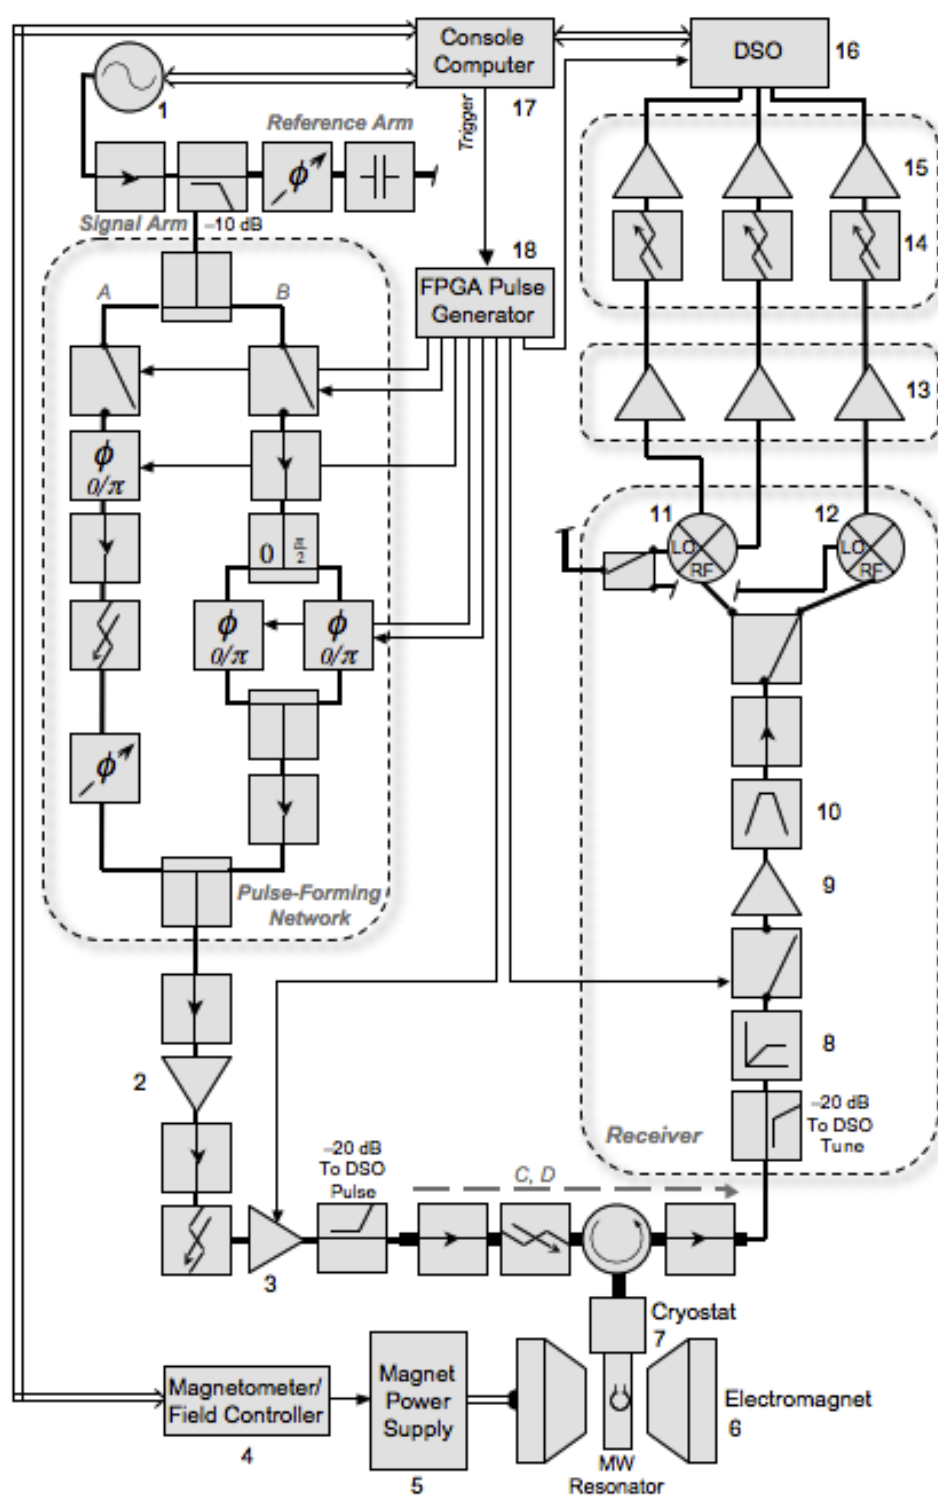 Console
Computer
DSO
16
1
17
Trigger
Reference Arm
ϕ
15
Signal Arm
–10 dB
14
18
A
B
FPGA Pulse
Generator
13
ϕ
0/π
0
π
2
11
12
LO
RF
LO
RF
ϕ
0/π
ϕ
0/π
ϕ
10
9
Pulse-Forming
Network
8
2
–20 dB
To DSO
Tune
Receiver
–20 dB
To DSO
Pulse
C, D
3
Cryostat
7
Magnetometer/
Field Controller
4
Magnet
Power
Supply
5
Electromagnet
6
MW
Resonator